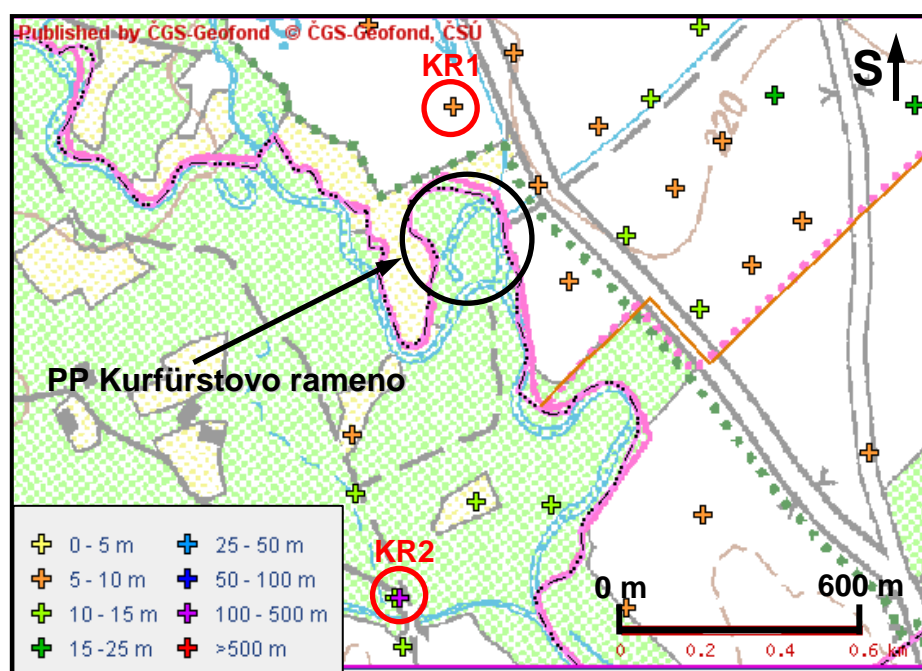 Published by ČGS-Geofond © ČGS-Geofond, ČSÚ
KR1
S
220
PP Kurfürstovo rameno
KR2
0 - 5 m
5 - 10 m
10 - 15 m
15 -25 m
25 - 50 m
50 - 100 m
100 - 500 m
>500 m
0 m 600 m
0 0.2 0.4 0.6 km